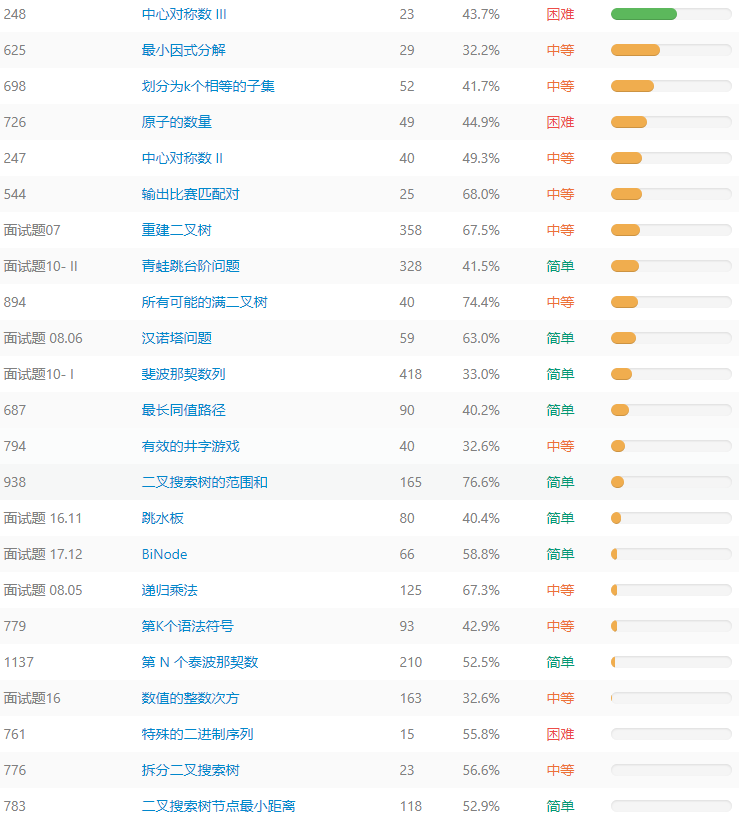 248 中心对称数 III 23 43.7% 困难
625 最小因式分解 29 32.2% 中等
698 划分为k个相等的子集 52 41.7% 中等
726 原子的数量 49 44.9% 困难
247 中心对称数 II 40 49.3% 中等
544 输出比赛匹配对 25 68.0% 中等
面试题07 重建二叉树 358 67.5% 中等
面试题10- II 青蛙跳台阶问题 328 41.5% 简单
894 所有可能的满二叉树 40 74.4% 中等
面试题 08.06 汉诺塔问题 59 63.0% 简单
面试题10- I 斐波那契数列 418 33.0% 简单
687 最长同值路径 90 40.2% 简单
794 有效的井字游戏 40 32.6% 中等
938 二叉搜索树的范围和 165 76.6% 简单
面试题 16.11 跳水板 80 40.4% 简单
面试题 17.12 BiNode 66 58.8% 简单
面试题 08.05 递归乘法 125 67.3% 中等
779 第K个语法符号 93 42.9% 中等
1137 第 N 个泰波那契数 210 52.5% 简单
面试题16 数值的整数次方 163 32.6% 中等
761 特殊的二进制序列 15 55.8% 困难
776 拆分二叉搜索树 23 56.6% 中等
783 二叉搜索树节点最小距离 118 52.9% 简单